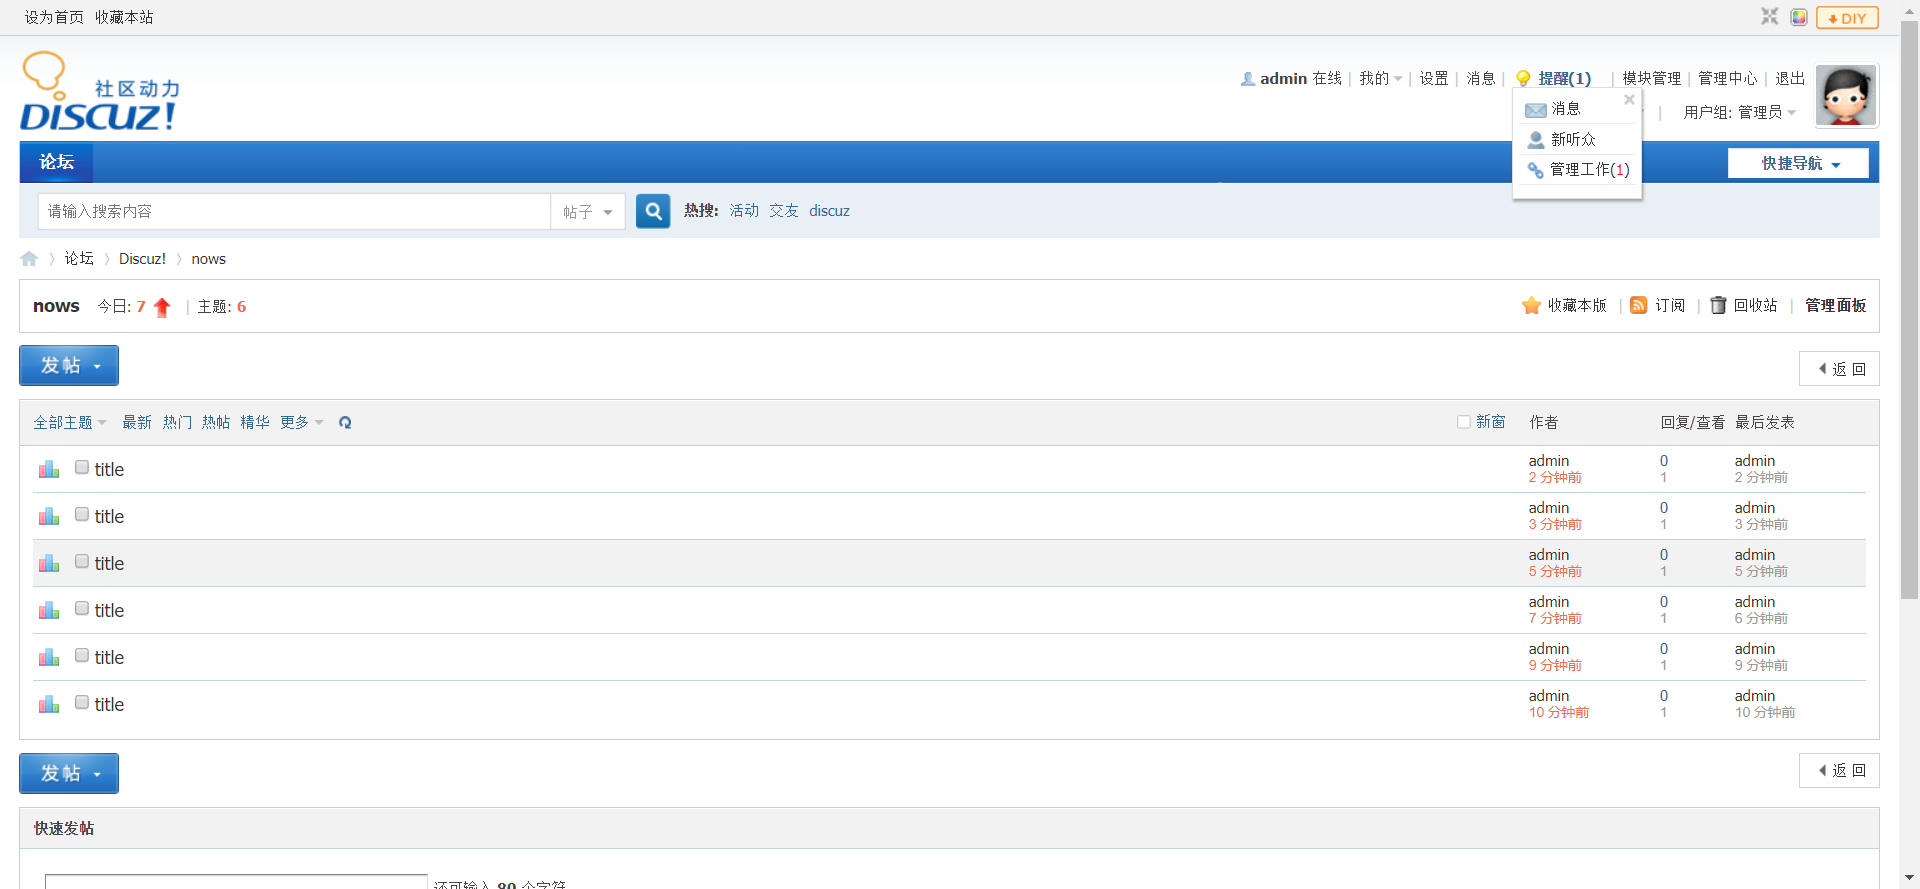 设为首页 收藏本站
DIY
社区动力
DISCUZ!
admin 在线 | 我的 | 设置 | 消息 | 提醒(1) | 模块管理 | 管理中心 | 退出
| 用户组: 管理员
消息
新听众
管理工作(1)
论坛
快捷导航
请输入搜索内容 帖子 热搜: 活动 交友 discuz
论坛 〉 Discuz! 〉 nows
nows 今日: 7 | 主题: 6 收藏本版 | 订阅 | 回收站 | 管理面板
发帖 返回
全部主题 最新 热门 热帖 精华 更多 新窗 作者 回复/查看 最后发表
title admin 0 admin
2 分钟前 1 2 分钟前
title admin 0 admin
3 分钟前 1 3 分钟前
title admin 0 admin
5 分钟前 1 5 分钟前
title admin 0 admin
7 分钟前 1 6 分钟前
title admin 0 admin
9 分钟前 1 9 分钟前
title admin 0 admin
10 分钟前 1 10 分钟前
发帖 返回
快速发帖
还可输入 80 个字符